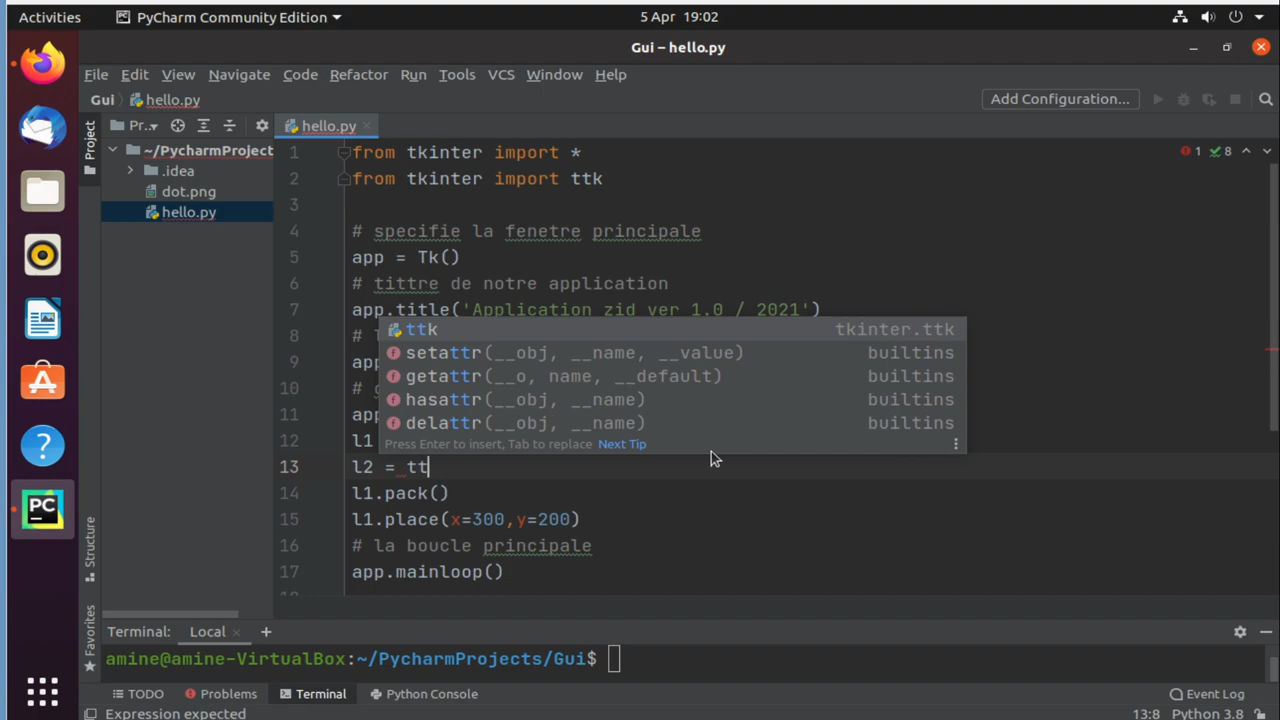 Activities PyCharm Community Edition 5 Apr 19:02
Gui – hello.py
File Edit View Navigate Code Refactor Run Tools VCS Window Help
Gui hello.py Add Configuration...
Project Pr... hello.py
~/PycharmProject
.idea
dot.png
hello.py
1 from tkinter import *
1 8
2 from tkinter import ttk
3
4 # specifie la fenetre principale
5 app = Tk()
6 # tittre de notre application
7 app.title('Application zid ver 1.0 / 2021')
8 #
9 app
10 #
11 app
12 l1
ttk tkinter.ttk
setattr(__obj, __name, __value) builtins
getattr(__o, name, __default) builtins
hasattr(__obj, __name) builtins
delattr(__obj, __name) builtins
Press Enter to insert, Tab to replace Next Tip
13 l2 = tt
14 l1.pack()
15 l1.place(x=300,y=200)
16 # la boucle principale
17 app.mainloop()
Structure
Favorites
Terminal: Local +
amine@amine-VirtualBox:~/PycharmProjects/Gui$
TODO Problems Terminal Python Console Event Log
Expression expected 13:8 Python 3.8
PC